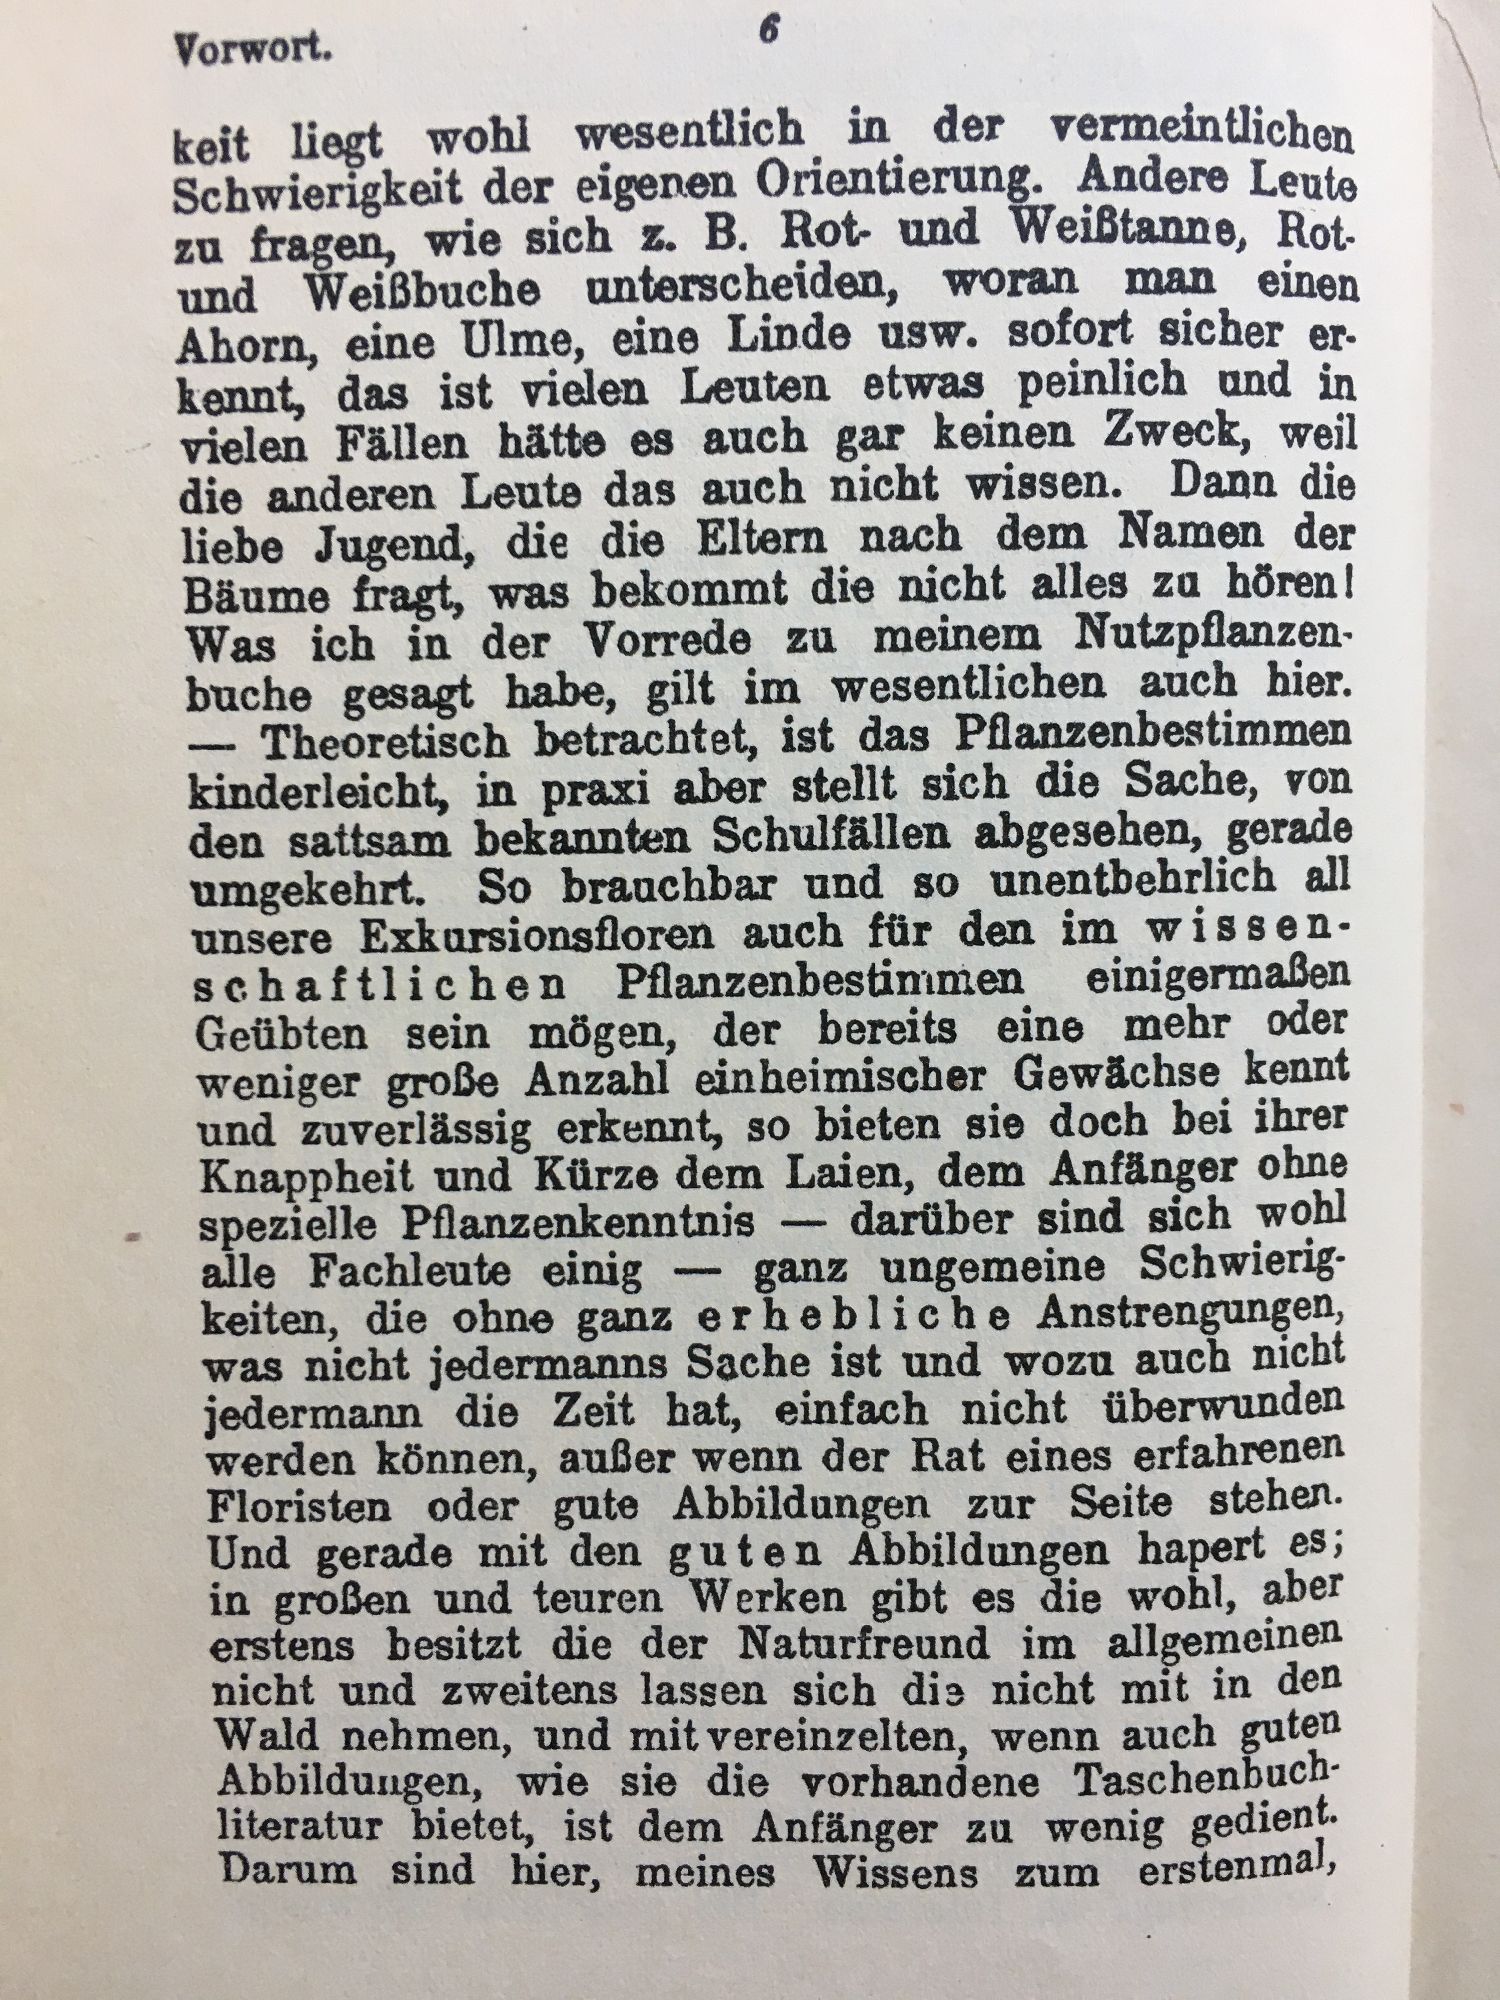 Vorwort.
6
keit liegt wohl wesentlich in der vermeintlichen
Schwierigkeit der eigenen Orientierung. Andere Leute
zu fragen, wie sich z. B. Rot- und Weißtanne, Rot-
und Weißbuche unterscheiden, woran man einen
Ahorn, eine Ulme, eine Linde usw. sofort sicher er-
kennt, das ist vielen Leuten etwas peinlich und in
vielen Fällen hätte es auch gar keinen Zweck, weil
die anderen Leute das auch nicht wissen. Dann die
liebe Jugend, die die Eltern nach dem Namen der
Bäume fragt, was bekommt die nicht alles zu hören!
Was ich in der Vorrede zu meinem Nutzpflanzen-
buche gesagt habe, gilt im wesentlichen auch hier.
— Theoretisch betrachtet, ist das Pflanzenbestimmen
kinderleicht, in praxi aber stellt sich die Sache, von
den sattsam bekannten Schulfällen abgesehen, gerade
umgekehrt. So brauchbar und so unentbehrlich all
unsere Exkursionsfloren auch für den im wissen-
schaftlichen Pflanzenbestimmen einigermaßen
Geübten sein mögen, der bereits eine mehr oder
weniger große Anzahl einheimischer Gewächse kennt
und zuverlässig erkennt, so bieten sie doch bei ihrer
Knappheit und Kürze dem Laien, dem Anfänger ohne
spezielle Pflanzenkenntnis — darüber sind sich wohl
alle Fachleute einig — ganz ungemeine Schwierig-
keiten, die ohne ganz erhebliche Anstrengungen,
was nicht jedermanns Sache ist und wozu auch nicht
jedermann die Zeit hat, einfach nicht überwunden
werden können, außer wenn der Rat eines erfahrenen
Floristen oder gute Abbildungen zur Seite stehen.
Und gerade mit den guten Abbildungen hapert es;
in großen und teuren Werken gibt es die wohl, aber
erstens besitzt die der Naturfreund im allgemeinen
nicht und zweitens lassen sich die nicht mit in den
Wald nehmen, und mit vereinzelten, wenn auch guten
Abbildungen, wie sie die vorhandene Taschenbuch-
literatur bietet, ist dem Anfänger zu wenig gedient.
Darum sind hier, meines Wissens zum erstenmal,